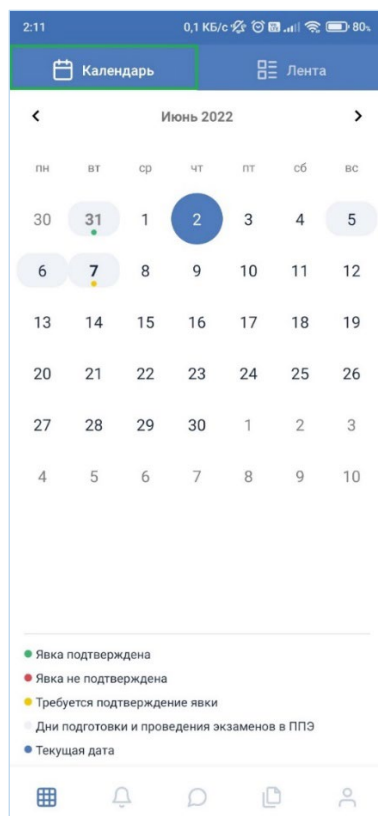 2:11 0,1 КБ/с 80%
Календарь Лента
Июнь 2022
пн вт ср чт пт сб вс
30 31 1 2 3 4 5
6 7 8 9 10 11 12
13 14 15 16 17 18 19
20 21 22 23 24 25 26
27 28 29 30 1 2 3
4 5 6 7 8 9 10
Явка подтверждена
Явка не подтверждена
Требуется подтверждение явки
Дни подготовки и проведения экзаменов в ППЭ
Текущая дата